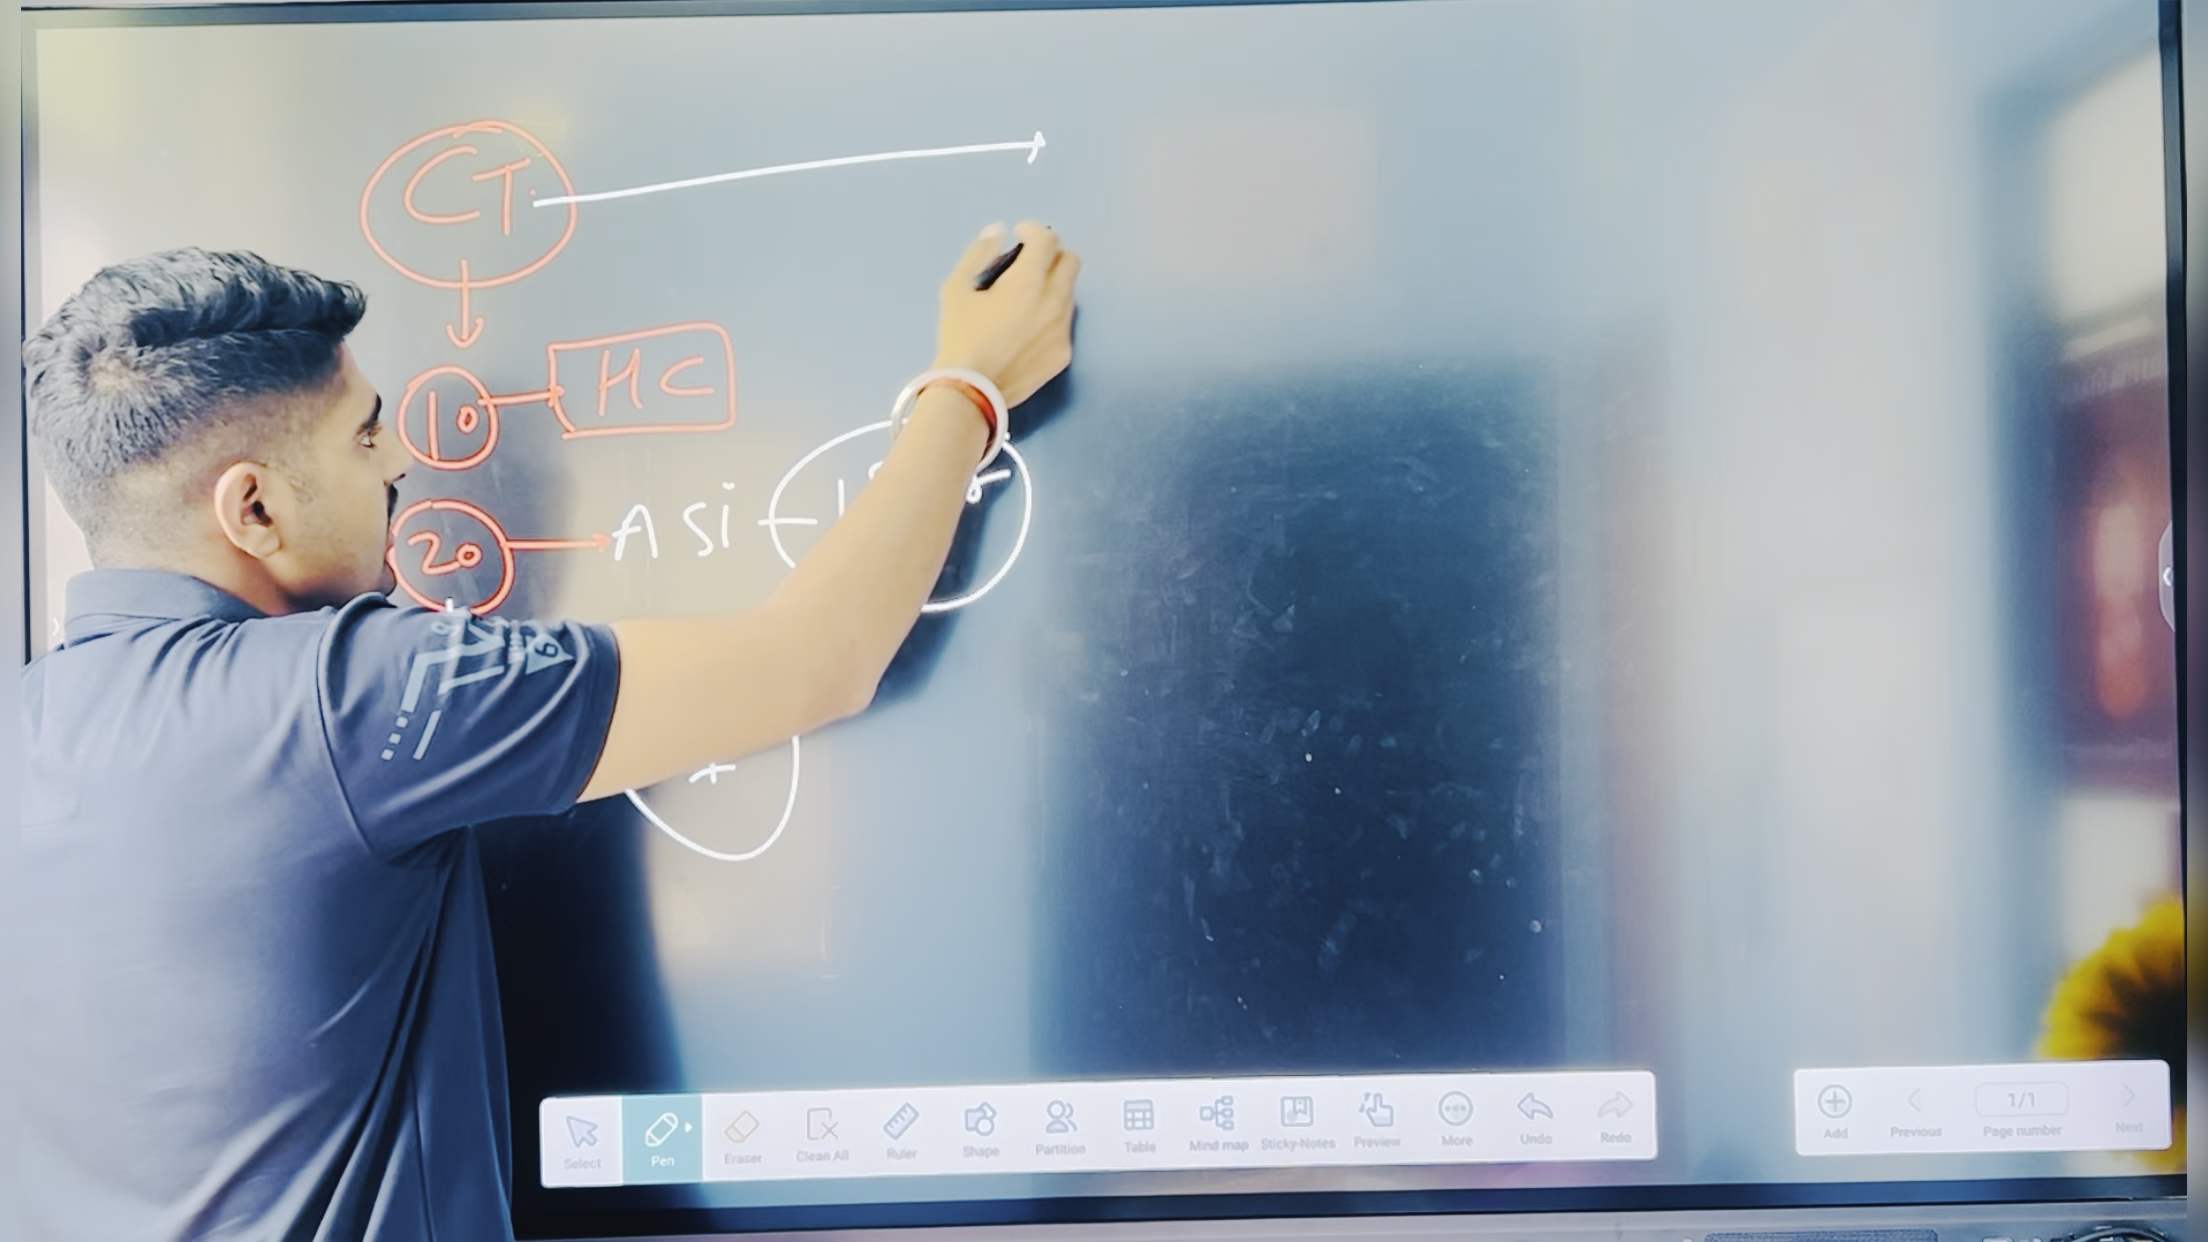 CT
10 HC
20 ASi
+
Select Pen Eraser Clean All Ruler Shape Partition Table Mind map Sticky-Notes Preview More Undo Redo
Add Previous 1/1 Page number Next